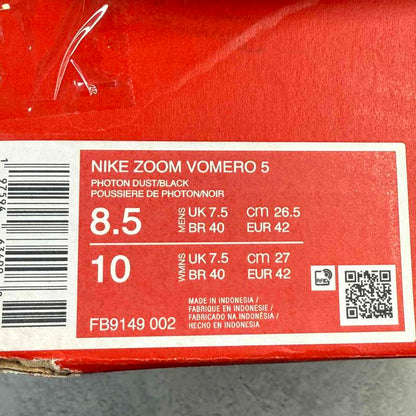 NIKE ZOOM VOMERO 5
PHOTON DUST/BLACK
POUSSIERE DE PHOTON/NOIR
8.5 MENS UK 7.5 cm 26.5
BR 40 EUR 42
10 WMNS UK 7.5 cm 27
BR 40 EUR 42
MADE IN INDONESIA /
FABRIQUE EN INDONESIE /
FABRICADO NA INDONÉSIA /
HECHO EN INDONESIA
FB9149 002
RFID